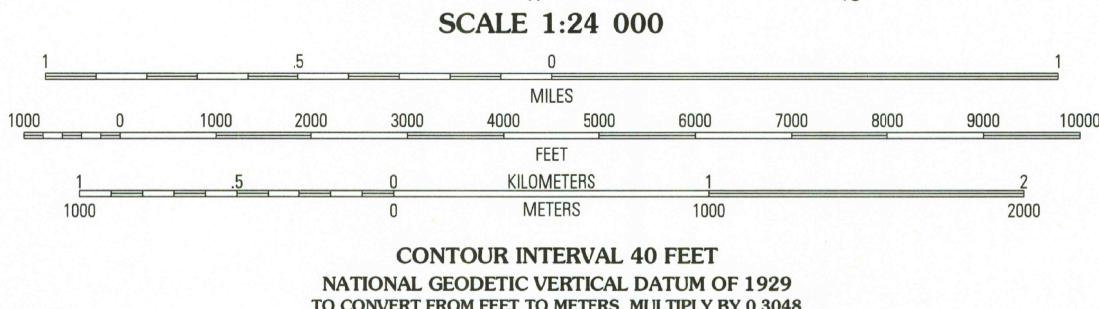 SCALE 1:24 000
1 .5 0 1
MILES
1000 0 1000 2000 3000 4000 5000 6000 7000 8000 9000 10000
FEET
1 .5 0 KILOMETERS 1 2
1000 0 METERS 1000 2000
CONTOUR INTERVAL 40 FEET
NATIONAL GEODETIC VERTICAL DATUM OF 1929
TO CONVERT FROM FEET TO METERS, MULTIPLY BY 0.3048